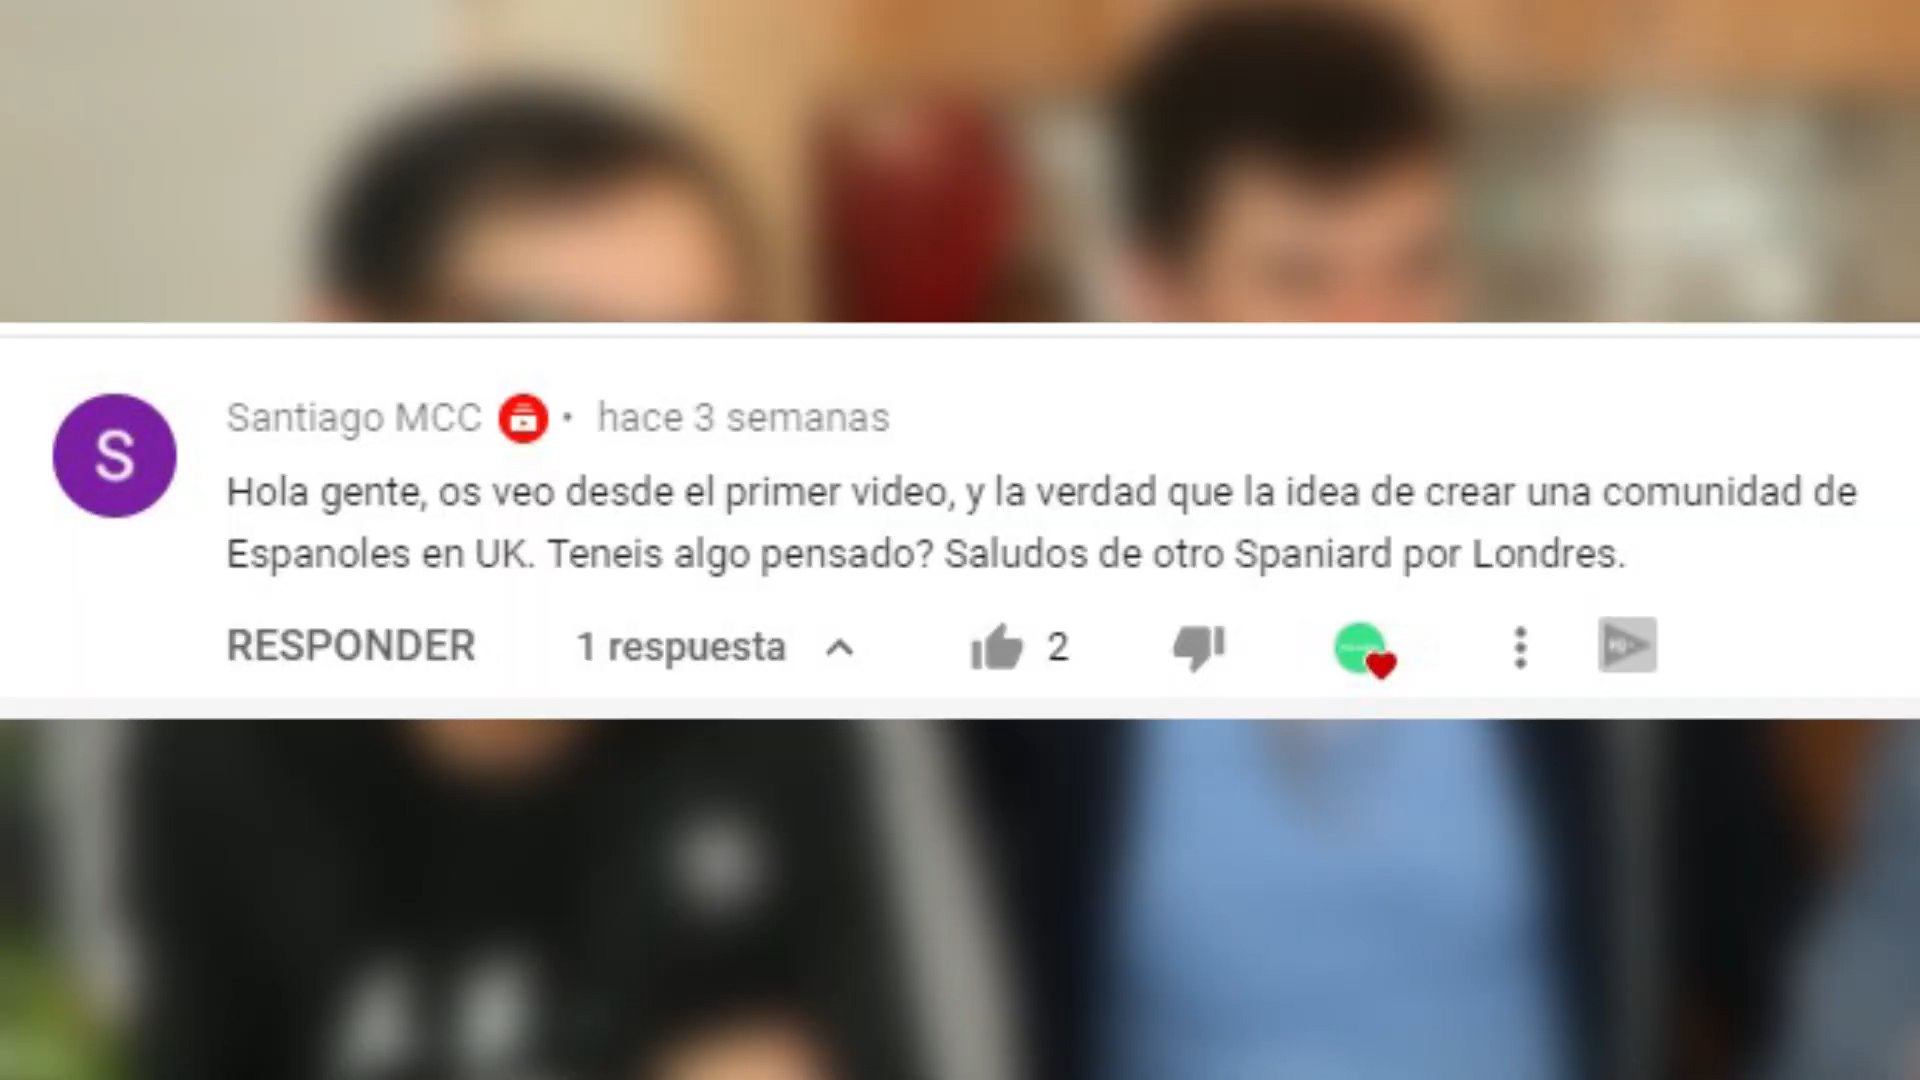 S
Santiago MCC • hace 3 semanas
Hola gente, os veo desde el primer video, y la verdad que la idea de crear una comunidad de
Espanoles en UK. Teneis algo pensado? Saludos de otro Spaniard por Londres.
RESPONDER 1 respuesta 2